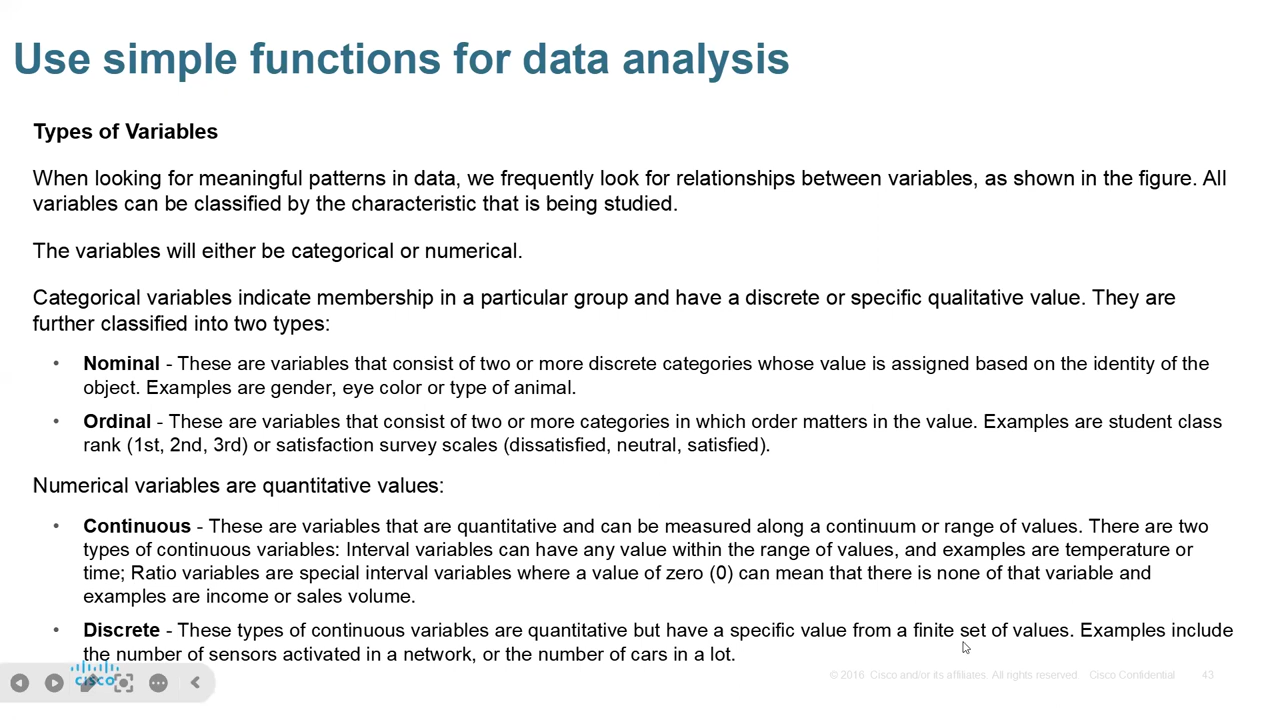 Use simple functions for data analysis
Types of Variables
When looking for meaningful patterns in data, we frequently look for relationships between variables, as shown in the figure. All
variables can be classified by the characteristic that is being studied.
The variables will either be categorical or numerical.
Categorical variables indicate membership in a particular group and have a discrete or specific qualitative value. They are
further classified into two types:
• Nominal - These are variables that consist of two or more discrete categories whose value is assigned based on the identity of the
object. Examples are gender, eye color or type of animal.
• Ordinal - These are variables that consist of two or more categories in which order matters in the value. Examples are student class
rank (1st, 2nd, 3rd) or satisfaction survey scales (dissatisfied, neutral, satisfied).
Numerical variables are quantitative values:
• Continuous - These are variables that are quantitative and can be measured along a continuum or range of values. There are two
types of continuous variables: Interval variables can have any value within the range of values, and examples are temperature or
time; Ratio variables are special interval variables where a value of zero (0) can mean that there is none of that variable and
examples are income or sales volume.
• Discrete - These types of continuous variables are quantitative but have a specific value from a finite set of values. Examples include
the number of sensors activated in a network, or the number of cars in a lot.
cisco
© 2016 Cisco and/or its affiliates. All rights reserved. Cisco Confidential 43